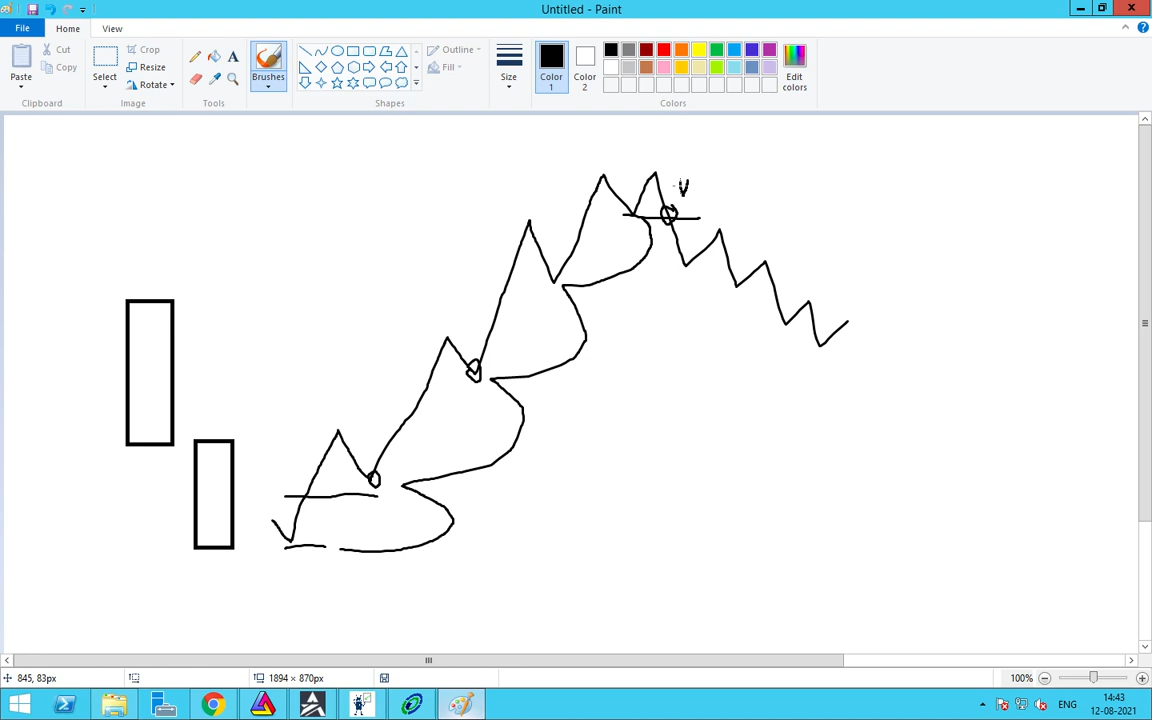 Untitled - Paint
File Home View
Cut
Copy
Paste
Clipboard
Crop
Resize
Rotate
Select
Image
Tools
Brushes
Outline
Fill
Shapes
Size
Color 1
Color 2
Edit colors
Colors
V
845, 83px
1894 × 870px
100%
ENG
14:43
12-08-2021